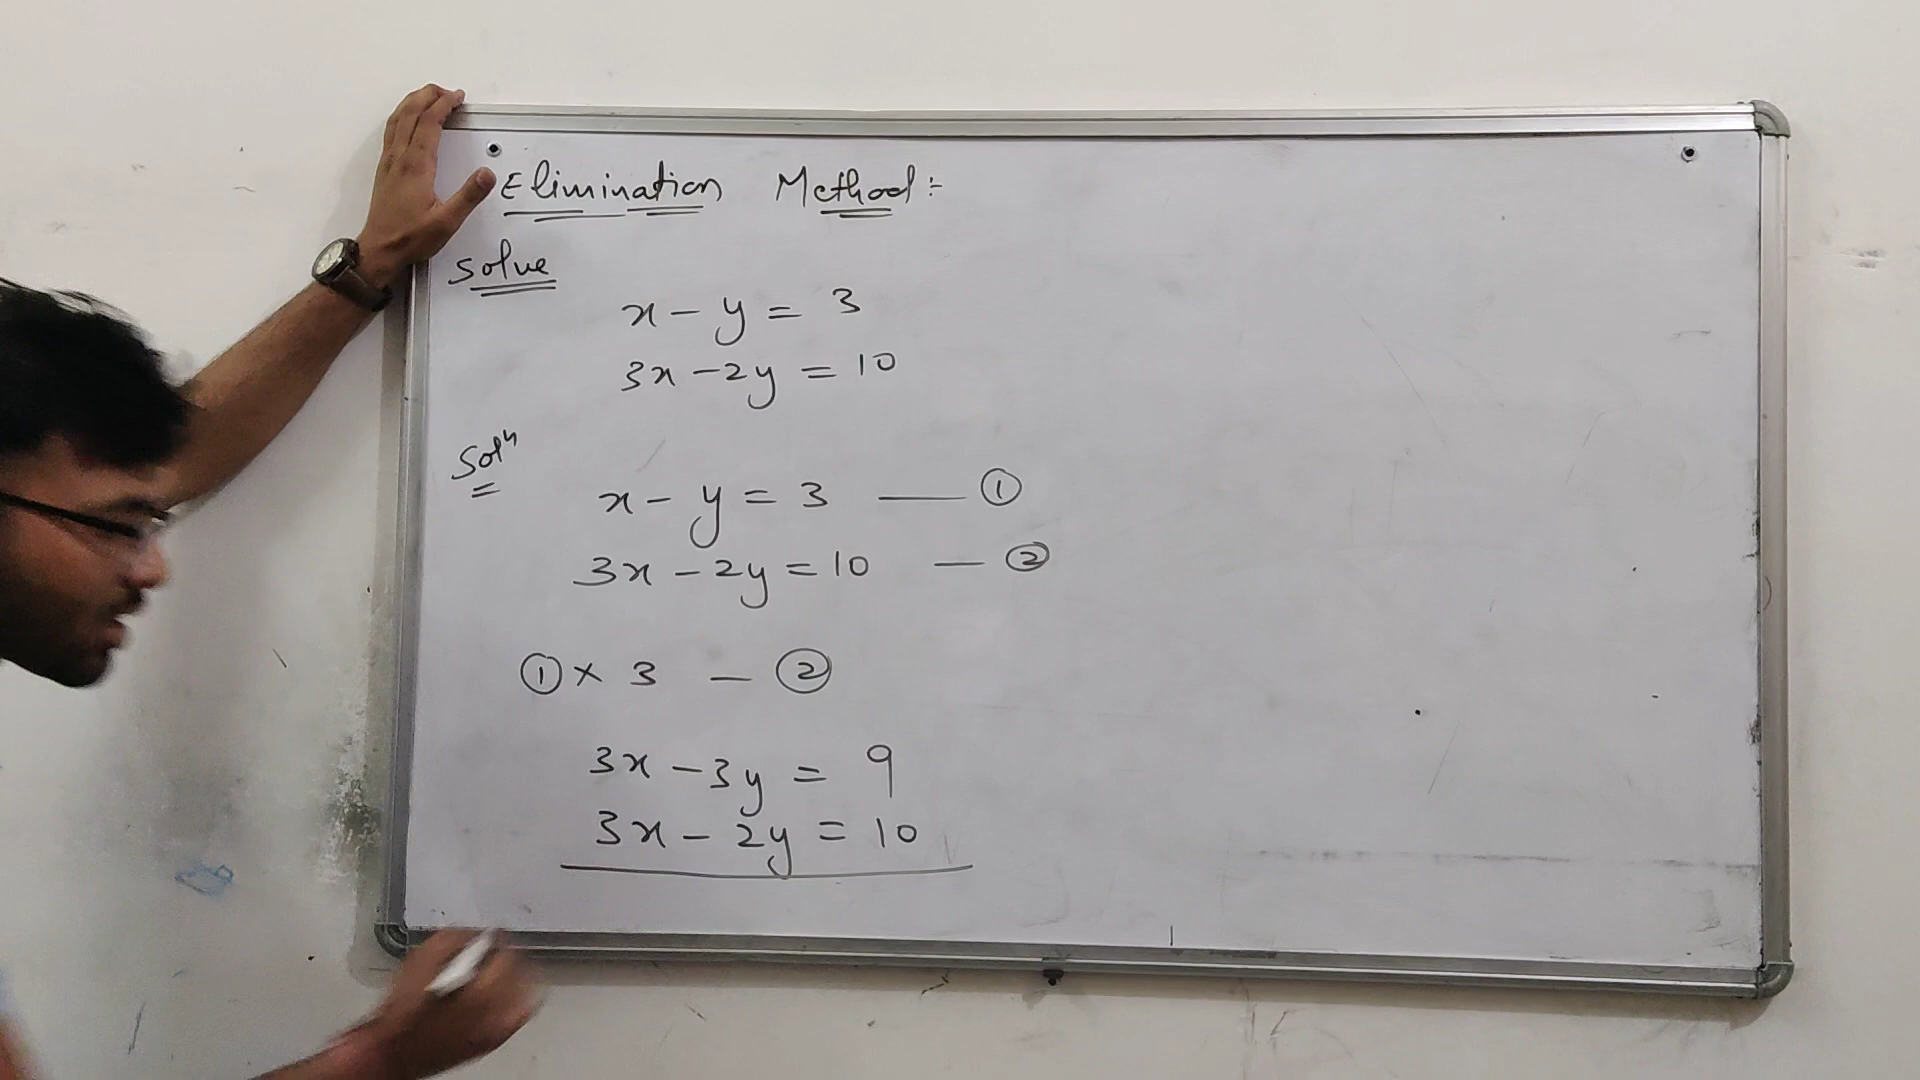 Elimination Method :-
Solve
x - y = 3
3x - 2y = 10
Solⁿ
x - y = 3 —— ①
3x - 2y = 10 — ②
① × 3 - ②
3x - 3y = 9
3x - 2y = 10